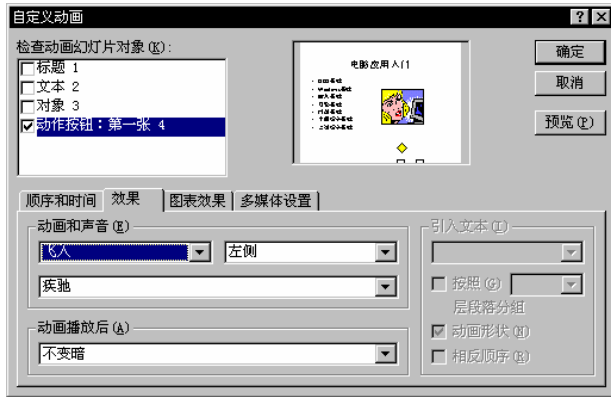 自定义动画
检查动画幻灯片对象(K):
标题 1
文本 2
对象 3
动作按钮：第一张 4
电脑应用入门
确定
取消
预览(P)
顺序和时间
效果
图表效果
多媒体设置
动画和声音(E)
飞入
左侧
疾驰
动画播放后(A)
不变暗
引入文本(I)
按照(G)
层段落分组
动画形状(N)
相反顺序(R)